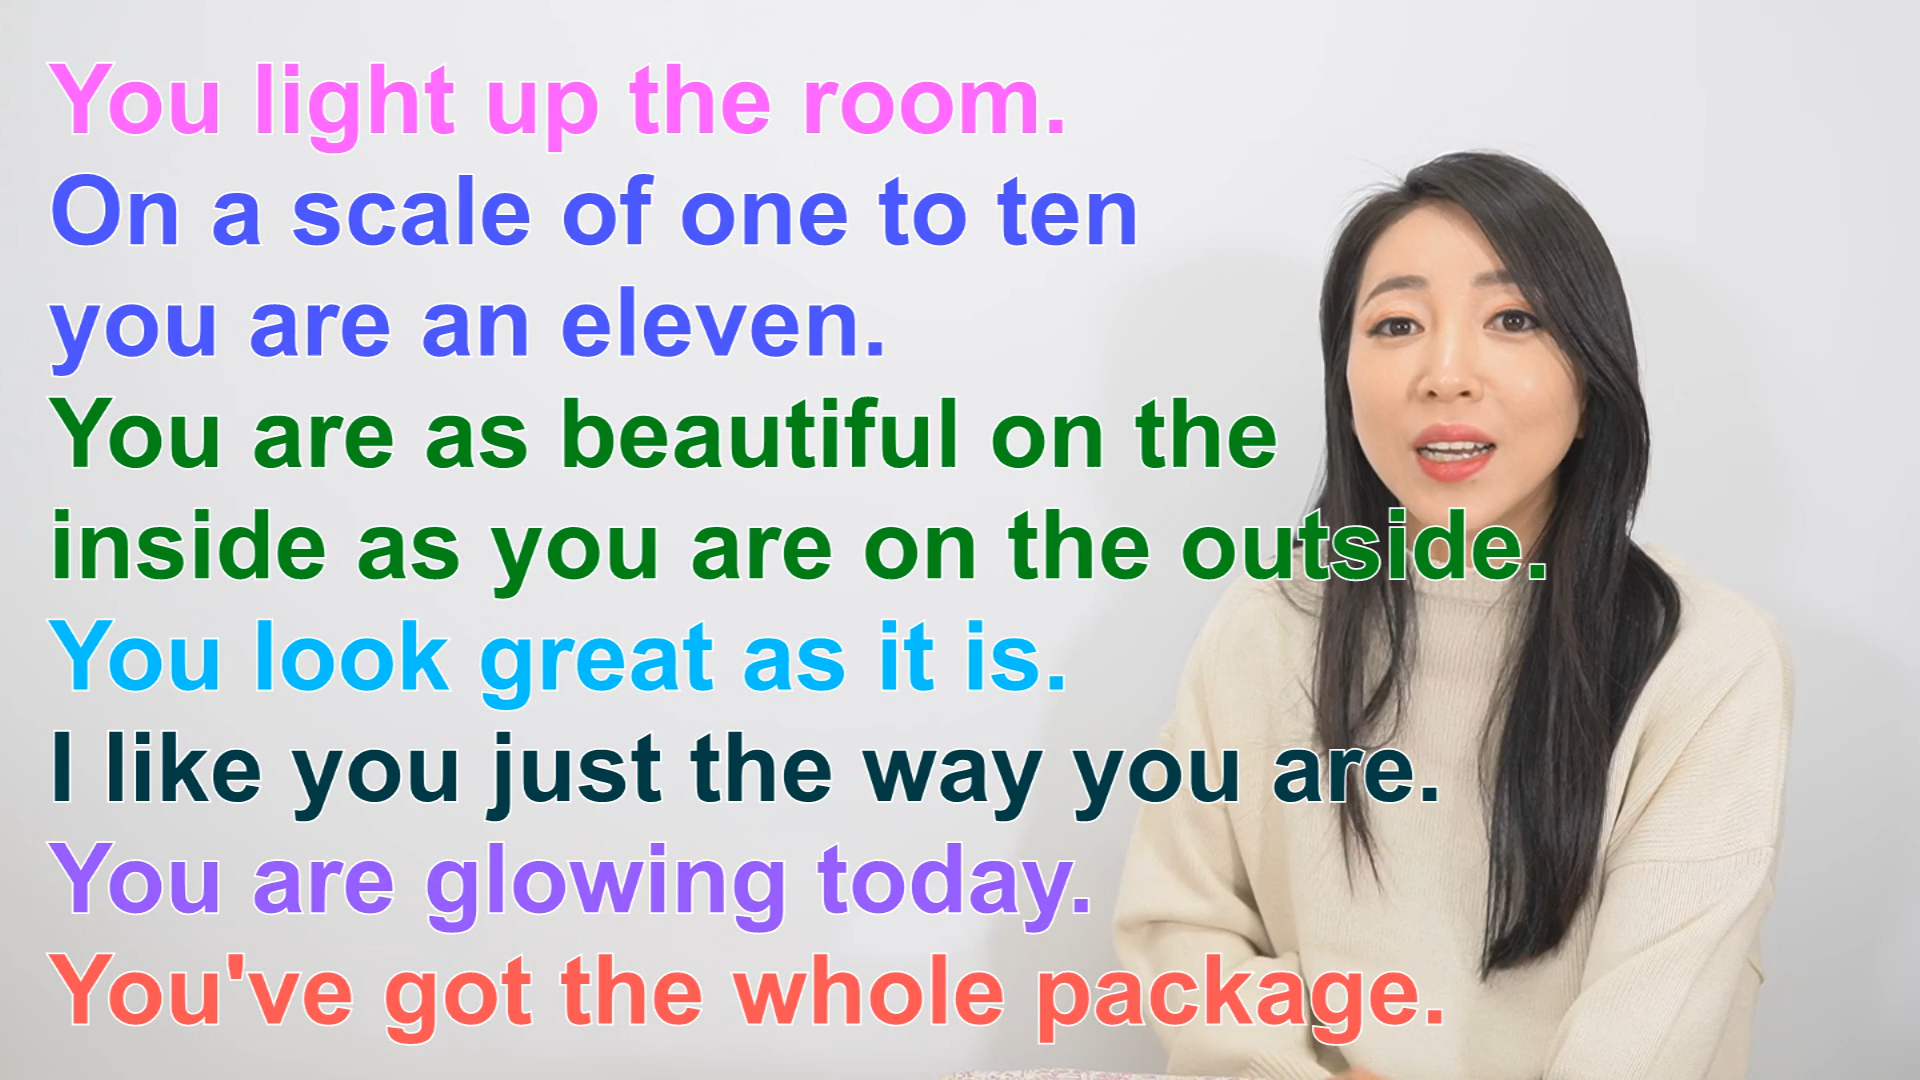 You light up the room.
On a scale of one to ten
you are an eleven.
You are as beautiful on the
inside as you are on the outside.
You look great as it is.
I like you just the way you are.
You are glowing today.
You've got the whole package.